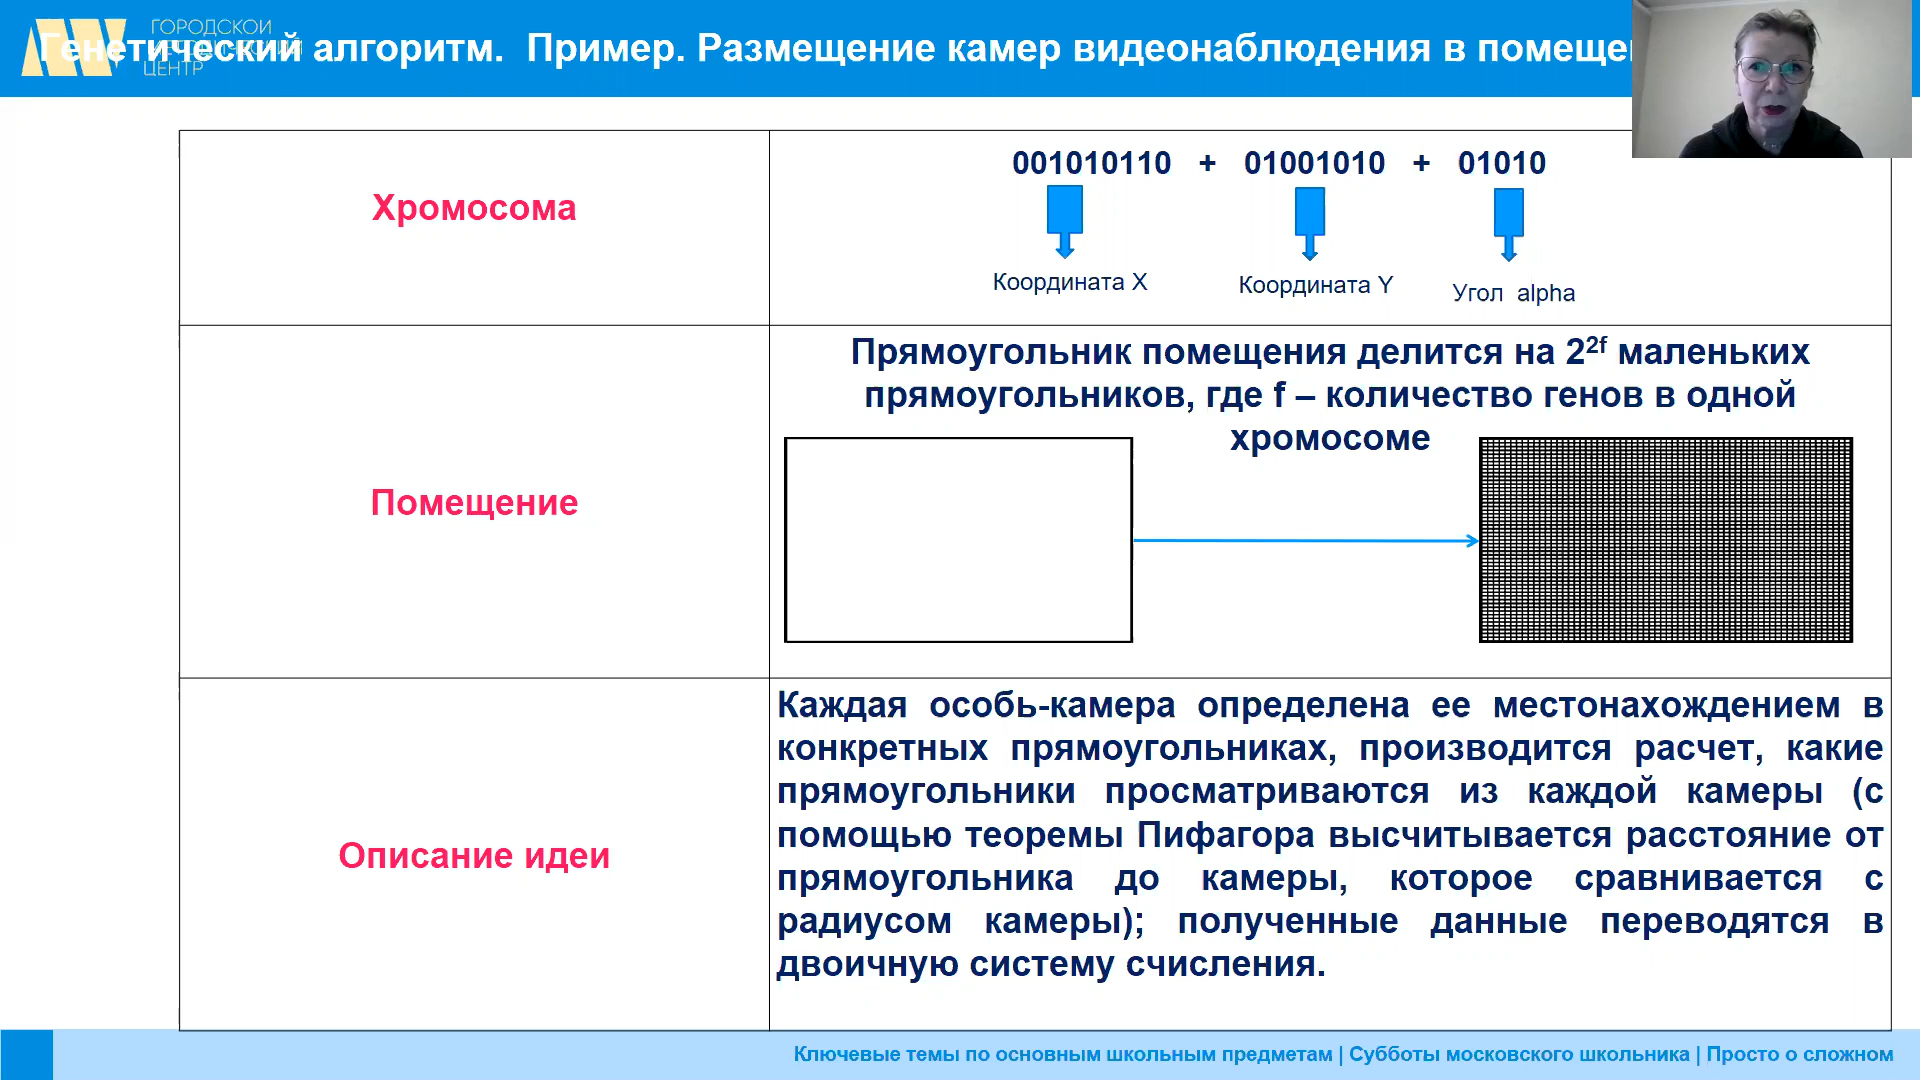 ГОРОДСКОЙ
ЦЕНТР
Генетический алгоритм. Пример. Размещение камер видеонаблюдения в
Хромосома
001010110 + 01001010 + 01010
Координата X
Координата Y
Угол alpha
Помещение
Прямоугольник помещения делится на 2²ᶠ маленьких
прямоугольников, где f – количество генов в одной
хромосоме
Описание идеи
Каждая особь-камера определена ее местонахождением в
конкретных прямоугольниках, производится расчет, какие
прямоугольники просматриваются из каждой камеры (с
помощью теоремы Пифагора высчитывается расстояние от
прямоугольника до камеры, которое сравнивается с
радиусом камеры); полученные данные переводятся в
двоичную систему счисления.
Ключевые темы по основным школьным предметам | Субботы московского школьника | Просто о сложном